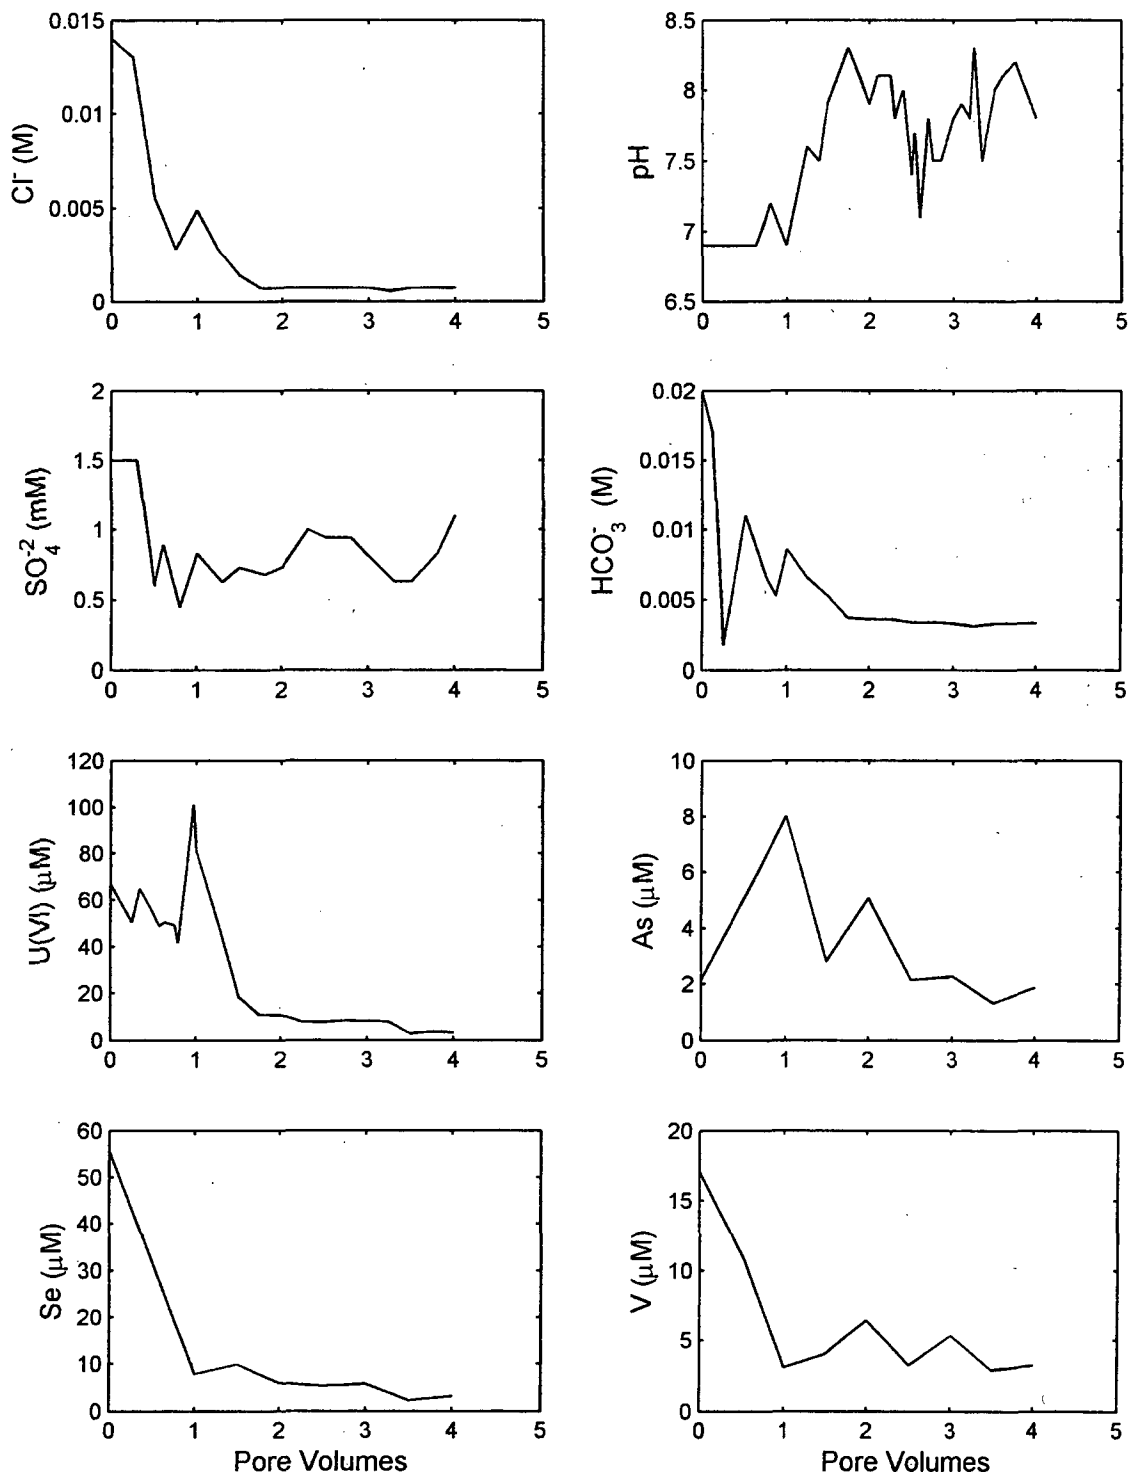 0.015
0.01
0.005
0
Cl⁻ (M)
0 1 2 3 4 5
8.5
8
7.5
7
6.5
pH
0 1 2 3 4 5
2
1.5
1
0.5
0
SO₄⁻² (mM)
0 1 2 3 4 5
0.02
0.015
0.01
0.005
0
HCO₃⁻ (M)
0 1 2 3 4 5
120
100
80
60
40
20
0
U(VI) (μM)
0 1 2 3 4 5
10
8
6
4
2
0
As (μM)
0 1 2 3 4 5
60
50
40
30
20
10
0
Se (μM)
0 1 2 3 4 5
Pore Volumes
20
15
10
5
0
V (μM)
0 1 2 3 4 5
Pore Volumes